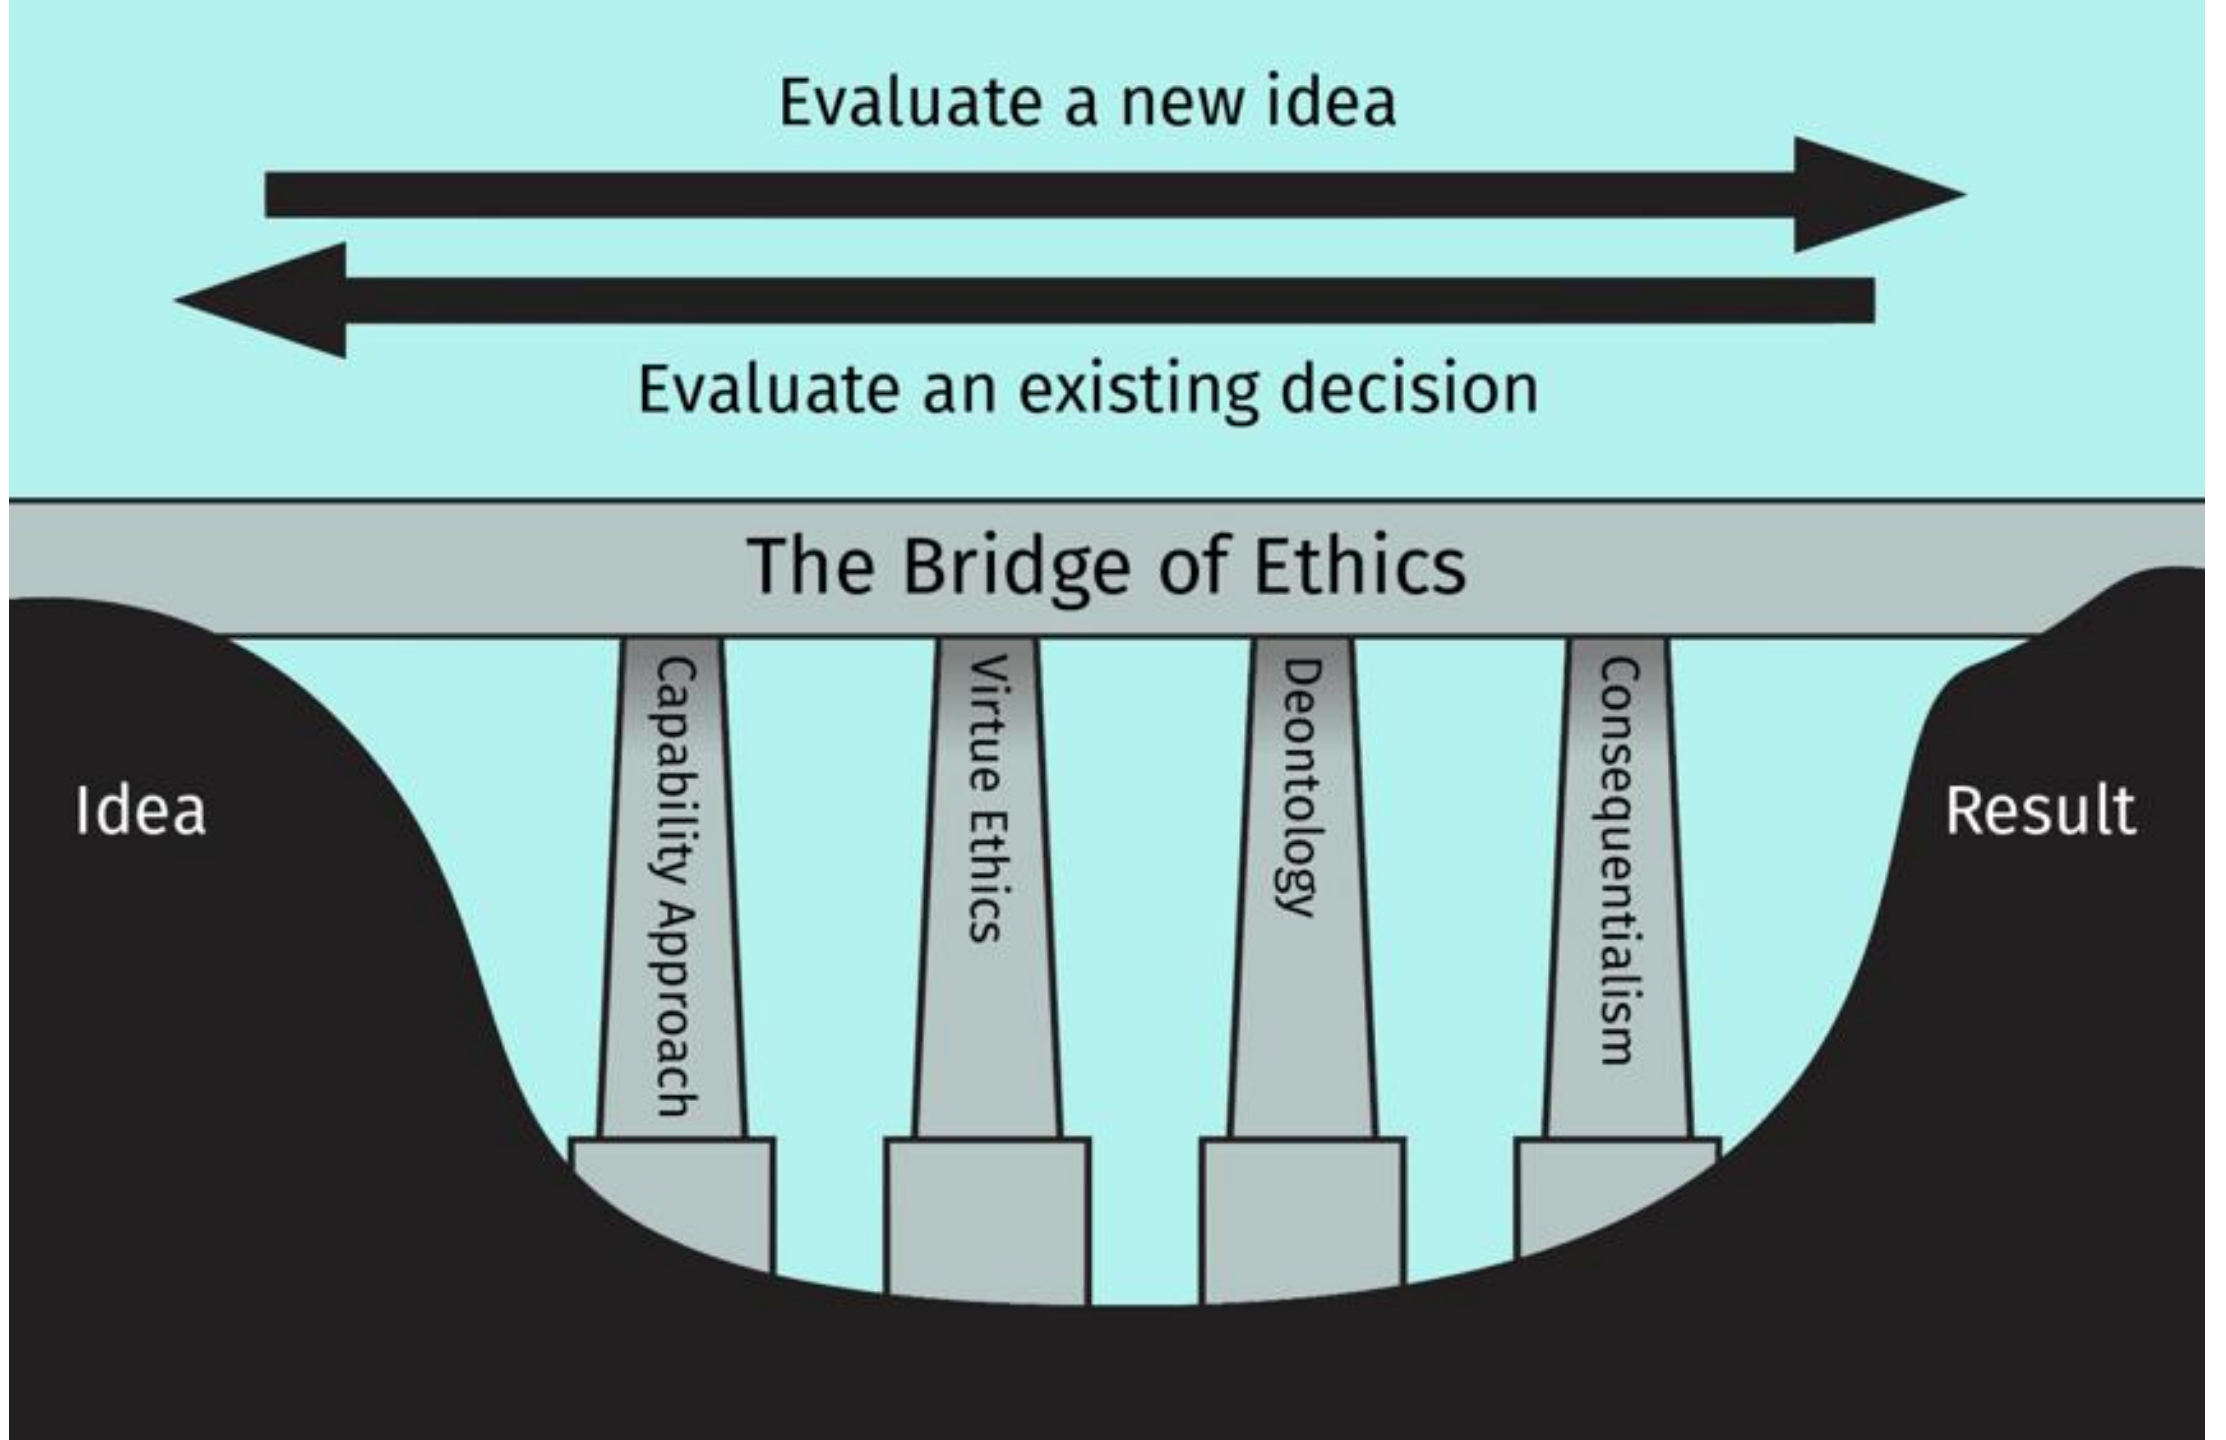 Evaluate a new idea
Evaluate an existing decision
The Bridge of Ethics
Idea
Capability Approach
Virtue Ethics
Deontology
Consequentialism
Result